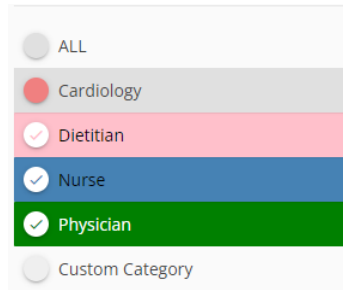 ALL
Cardiology
Dietitian
Nurse
Physician
Custom Category